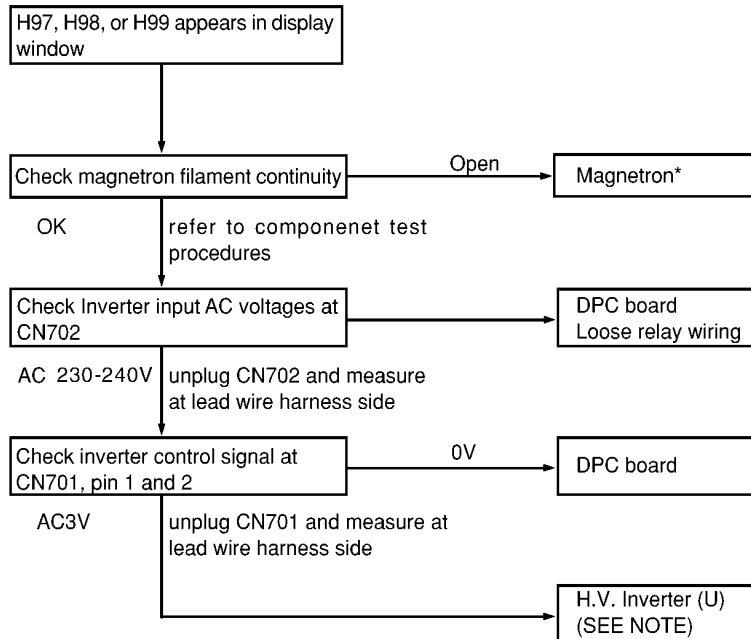 H97, H98, or H99 appears in display
window
Check magnetron filament continuity
Open
Magnetron*
OK
refer to componenet test
procedures
Check Inverter input AC voltages at
CN702
DPC board
Loose relay wiring
AC 230-240V
unplug CN702 and measure
at lead wire harness side
Check inverter control signal at
CN701, pin 1 and 2
0V
DPC board
AC3V
unplug CN701 and measure at
lead wire harness side
H.V. Inverter (U)
(SEE NOTE)